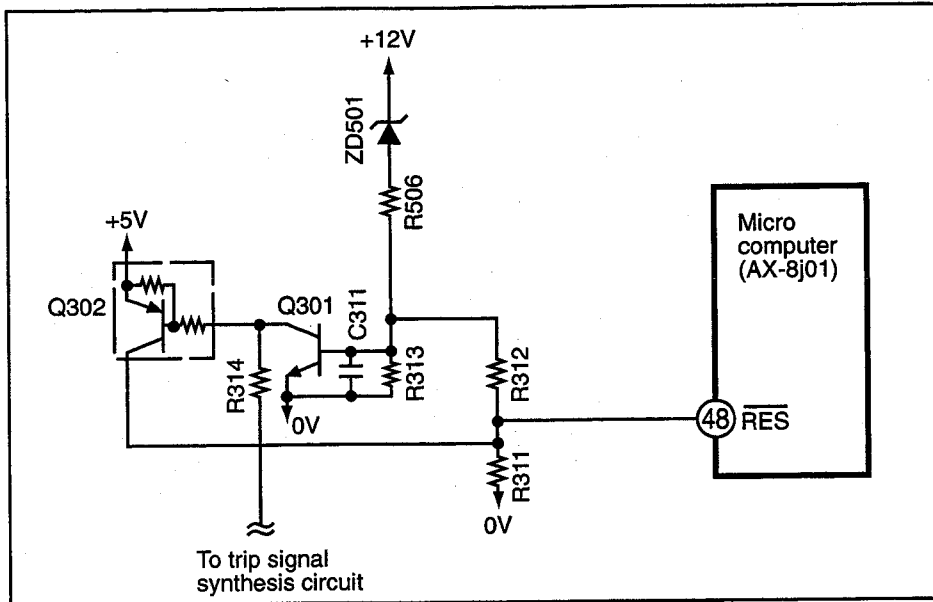 +12V
ZD501
R506
+5V
Q302
Q301
C311
R313
R314
R312
0V
R311
0V
Micro
computer
(AX-8j01)
48
RES
To trip signal
synthesis circuit